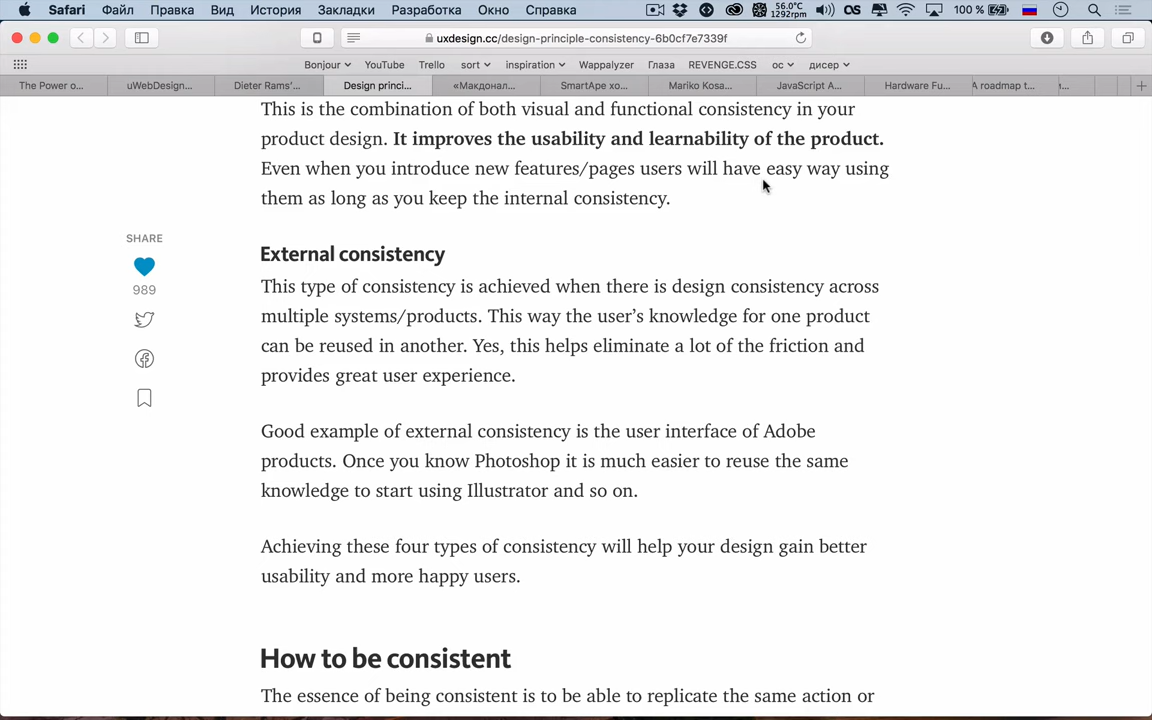 Safari Файл Правка Вид История Закладки Разработка Окно Справка 56.0°C 1292rpm 100 %
uxdesign.cc/design-principle-consistency-6b0cf7e7339f
Bonjour YouTube Trello sort inspiration Wappalyzer Глаза REVENGE.CSS ос дисер
The Power o... uWebDesign... Dieter Rams'... Design princi... «Макдонал... SmartApe хо... Mariko Kosa... JavaScript A... Hardware Fu... A roadmap t...
This is the combination of both visual and functional consistency in your
product design. It improves the usability and learnability of the product.
Even when you introduce new features/pages users will have easy way using
them as long as you keep the internal consistency.
SHARE
989
External consistency
This type of consistency is achieved when there is design consistency across
multiple systems/products. This way the user’s knowledge for one product
can be reused in another. Yes, this helps eliminate a lot of the friction and
provides great user experience.
Good example of external consistency is the user interface of Adobe
products. Once you know Photoshop it is much easier to reuse the same
knowledge to start using Illustrator and so on.
Achieving these four types of consistency will help your design gain better
usability and more happy users.
How to be consistent
The essence of being consistent is to be able to replicate the same action or